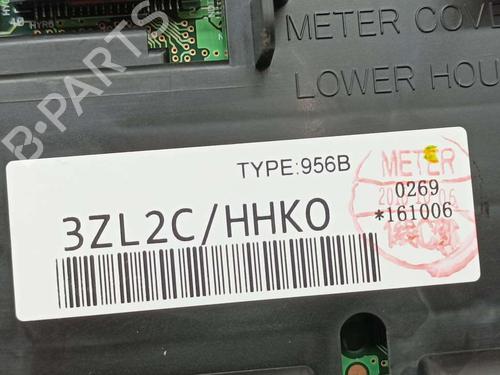 METER COVE
LOWER HOU
TYPE:956B
METER
0269
*161006
3ZL2C/HHKO
B-PARTS